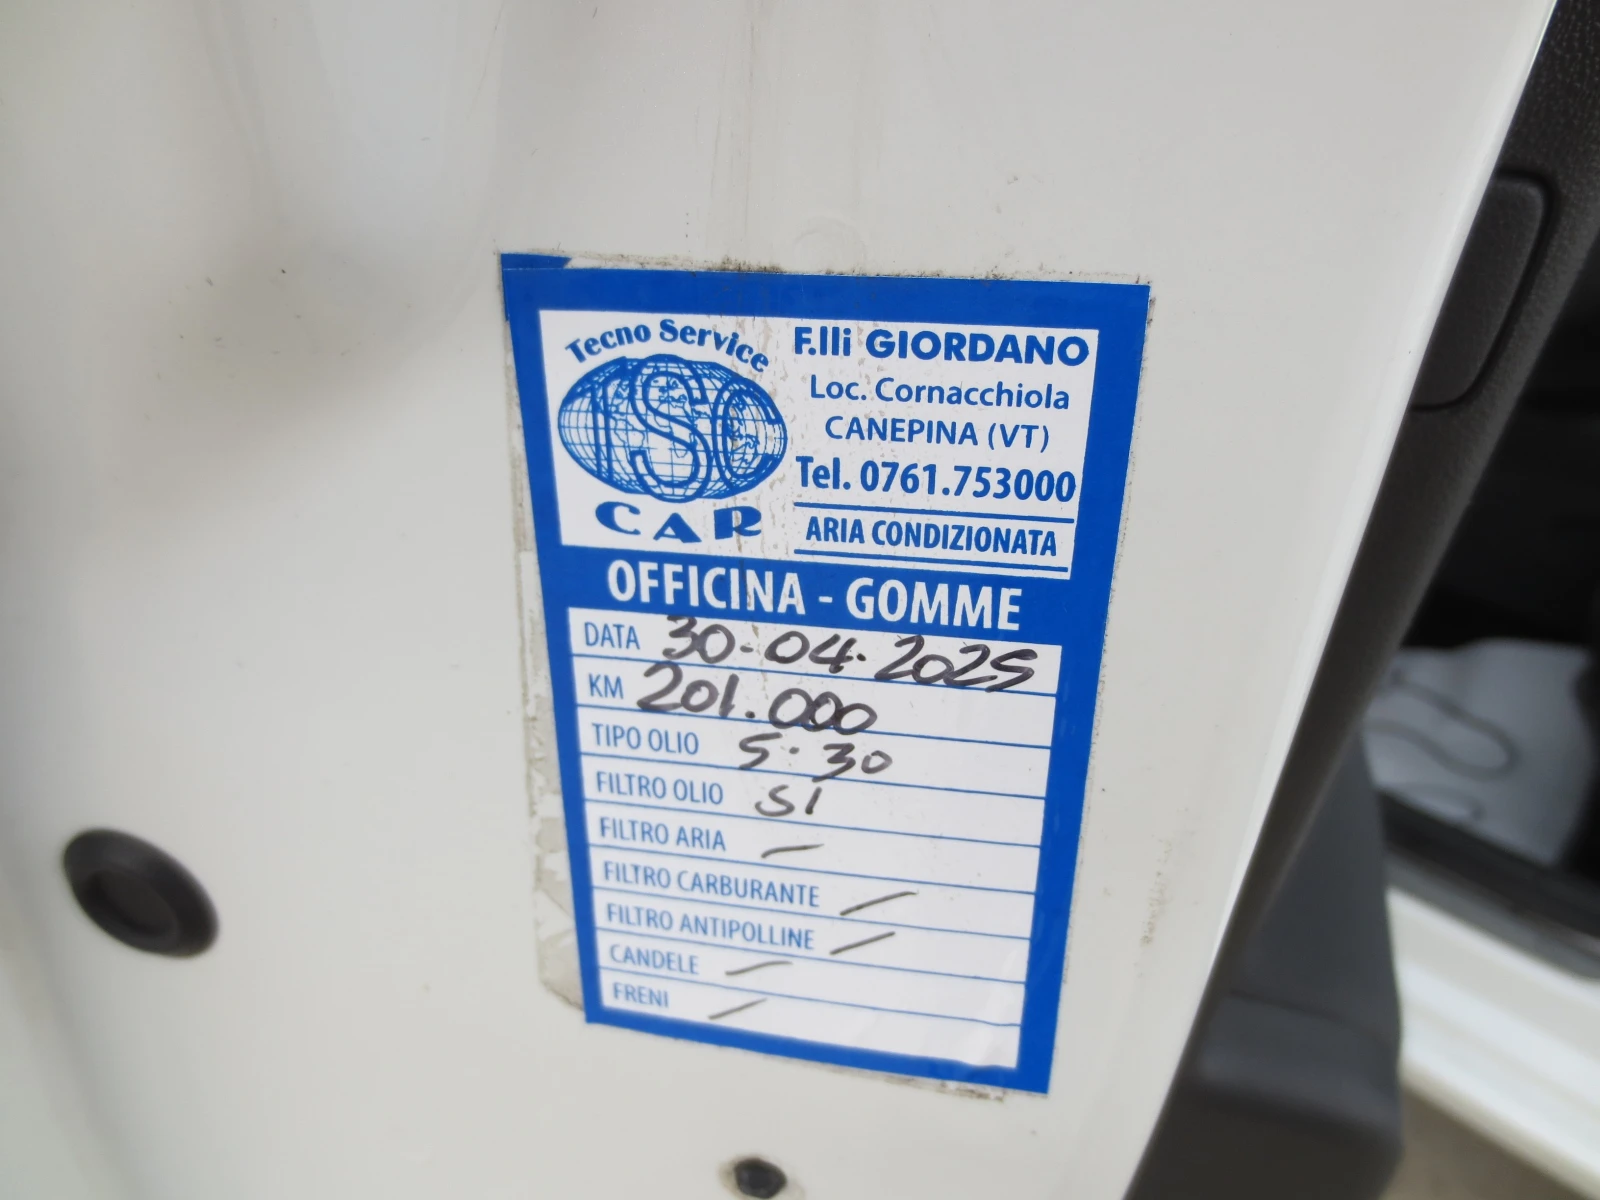 Tecno Service
TSC
CAR
F.lli GIORDANO
Loc. Cornacchiola
CANEPINA (VT)
Tel. 0761.753000
ARIA CONDIZIONATA
OFFICINA - GOMME
DATA 30-04-2025
KM 201.000
TIPO OLIO 5-30
FILTRO OLIO SI
FILTRO ARIA —
FILTRO CARBURANTE /
FILTRO ANTIPOLLINE /
CANDELE /
FRENI /